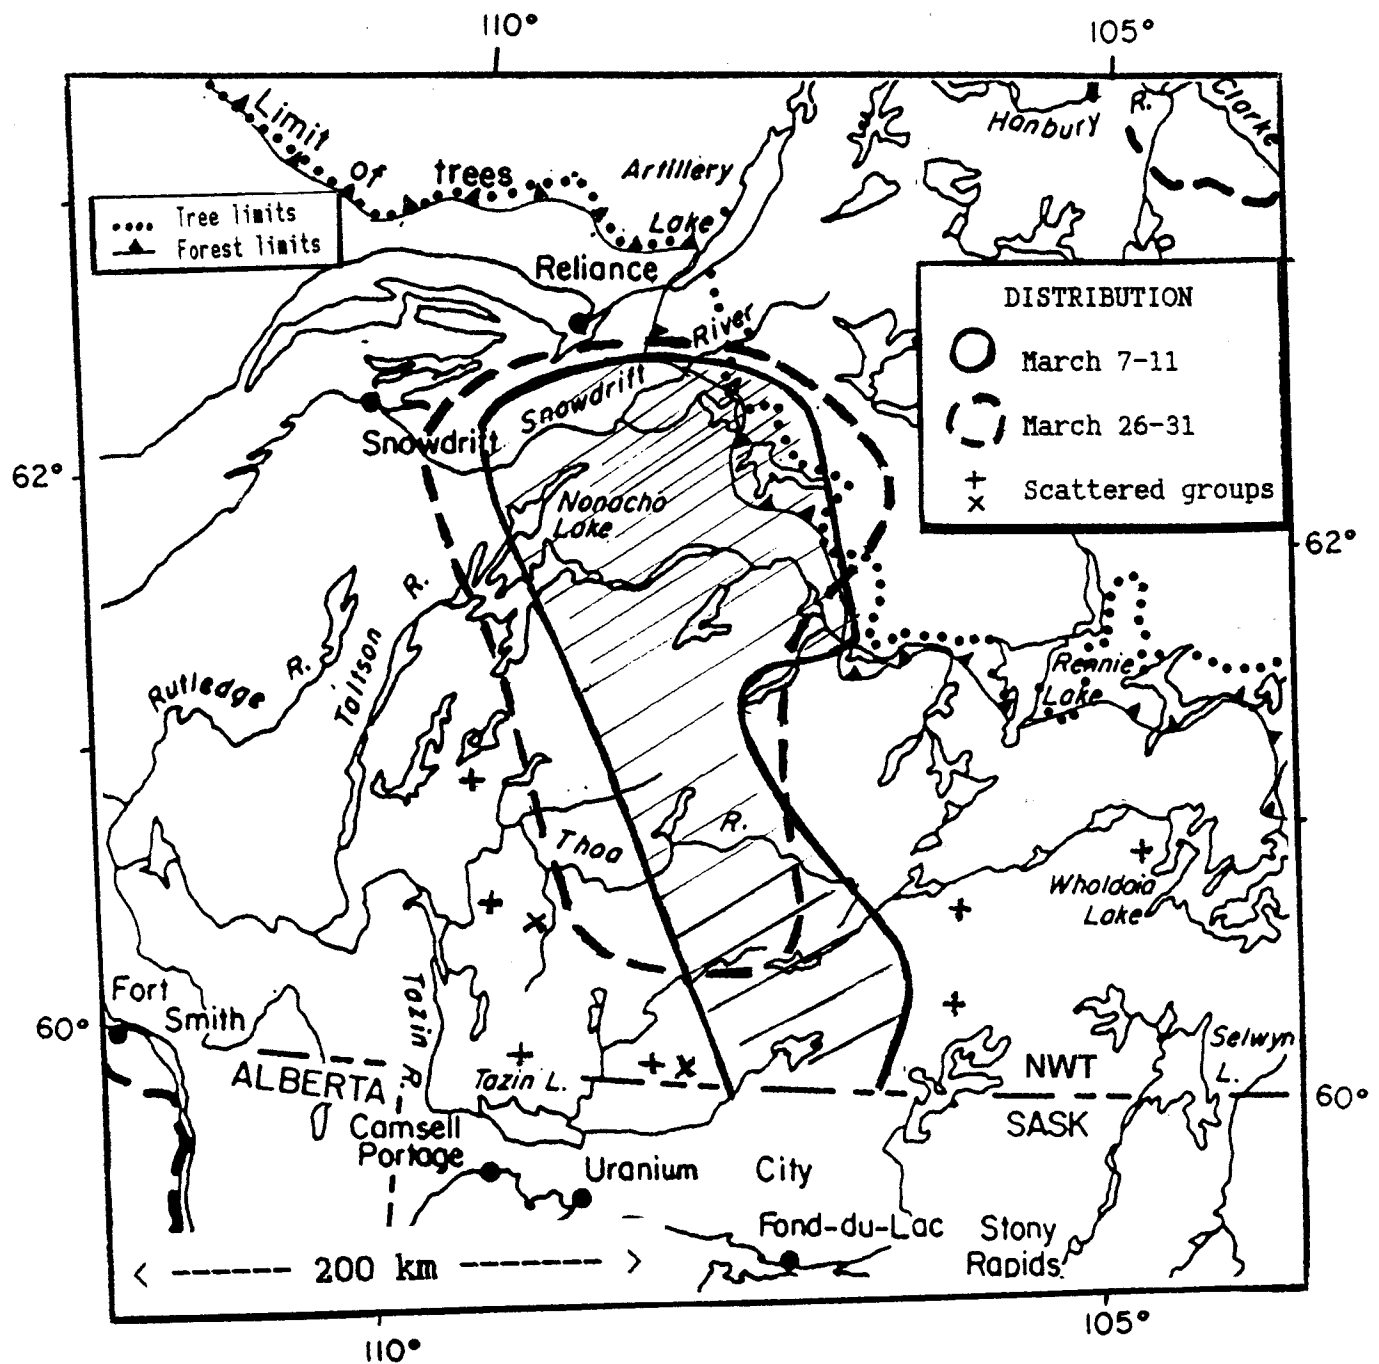 110°
105°
Limit of trees
Artillery
Lake
Hanbury
R.
Clarke
.... Tree limits
Forest limits
Reliance
River
DISTRIBUTION
March 7-11
March 26-31
+
x Scattered groups
Snowdrift
Snowdrift
62°
62°
Nonacho
Lake
R.
Taltson
R.
Rutledge
Rennie
Lake
R.
Thoa
Wholdaia
Lake
Fort
Smith
60°
Tazin R.
ALBERTA
Tazin L.
NWT
SASK
Selwyn
L.
60°
Camsell
Portage
Uranium City
Fond-du-Lac
Stony
Rapids
< ------ 200 km ------ >
110°
105°